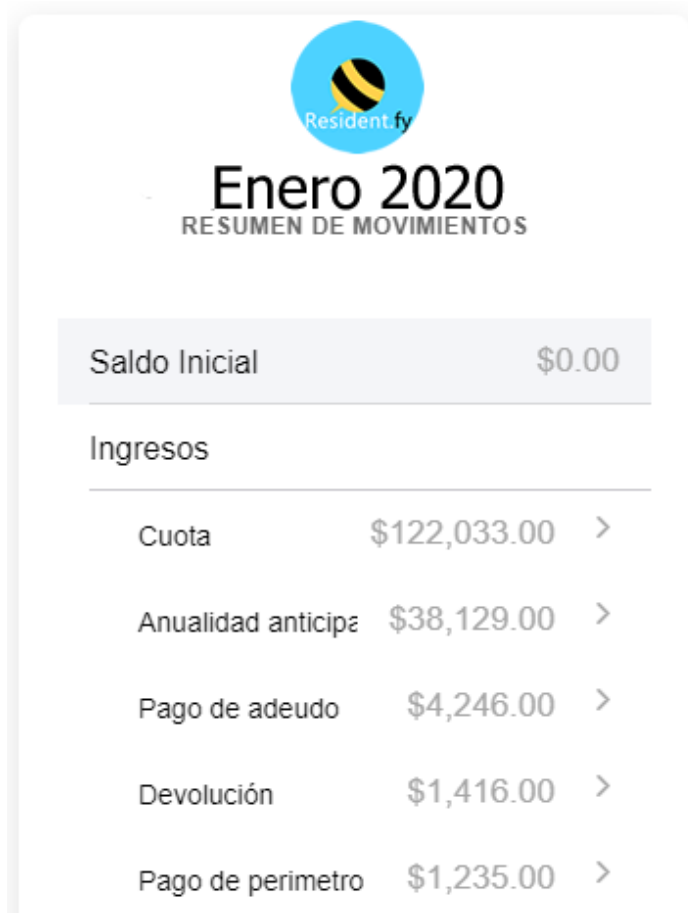 Resident.fy
Enero 2020
RESUMEN DE MOVIMIENTOS
Saldo Inicial $0.00
Ingresos
Cuota $122,033.00
Anualidad anticipa $38,129.00
Pago de adeudo $4,246.00
Devolución $1,416.00
Pago de perimetro $1,235.00